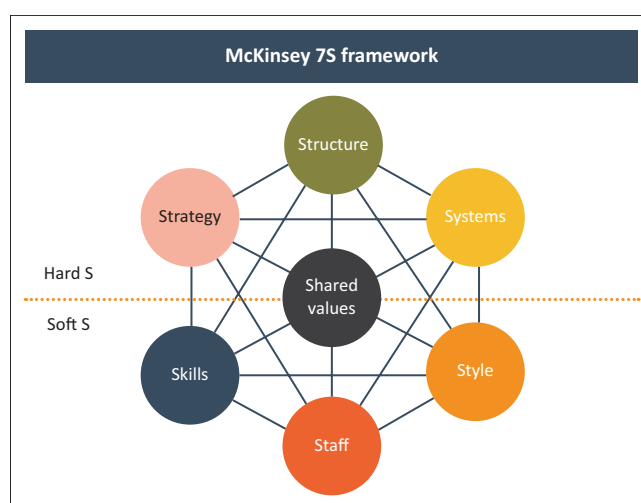 McKinsey 7S framework
Structure
Strategy
Systems
Hard S
Shared
values
Soft S
Skills
Style
Staff